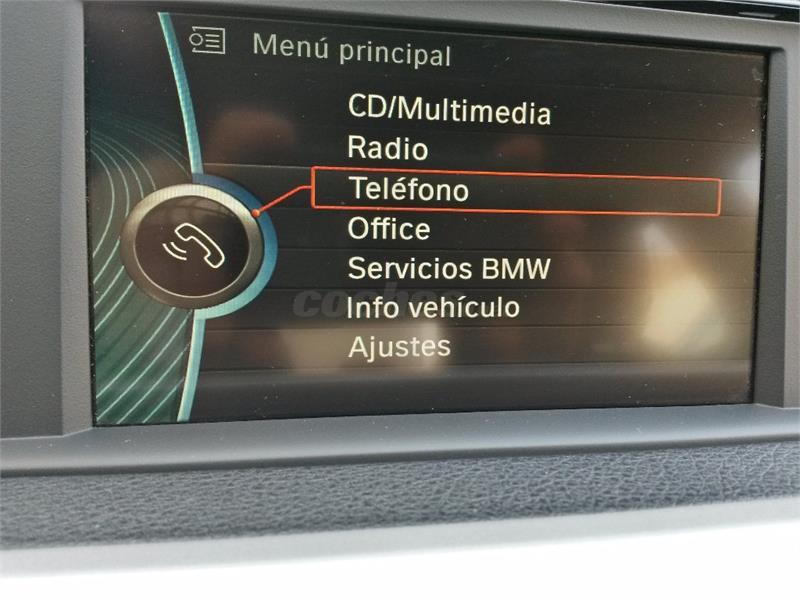 Menú principal
CD/Multimedia
Radio
Teléfono
Office
Servicios BMW
Info vehículo
Ajustes